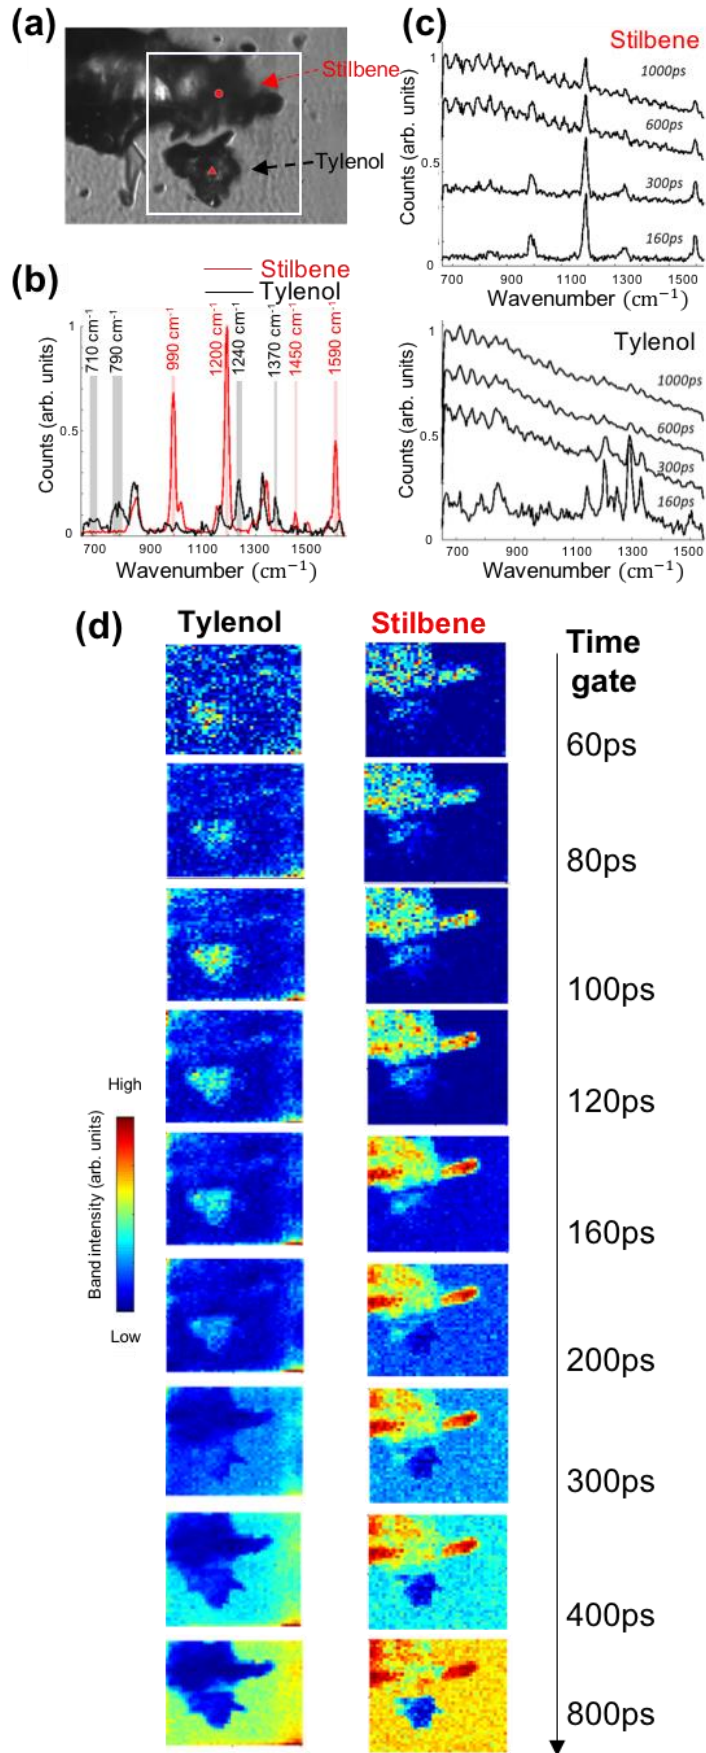 (a)
Stilbene
Tylenol
(b)
Stilbene
Tylenol
710 cm⁻¹
790 cm⁻¹
990 cm⁻¹
1200 cm⁻¹
1240 cm⁻¹
1370 cm⁻¹
1450 cm⁻¹
1590 cm⁻¹
Counts (arb. units)
1
0.5
0
700 900 1100 1300 1500
Wavenumber (cm⁻¹)
(c)
Stilbene
Counts (arb. units)
1
0.5
0
1000ps
600ps
300ps
160ps
700 900 1100 1300 1500
Wavenumber (cm⁻¹)
Tylenol
Counts (arb. units)
1
0.5
0
1000ps
600ps
300ps
160ps
700 900 1100 1300 1500
Wavenumber (cm⁻¹)
(d)
Tylenol Stilbene Time
gate
60ps
80ps
100ps
120ps
160ps
200ps
300ps
400ps
800ps
High
Band intensity (arb. units)
Low